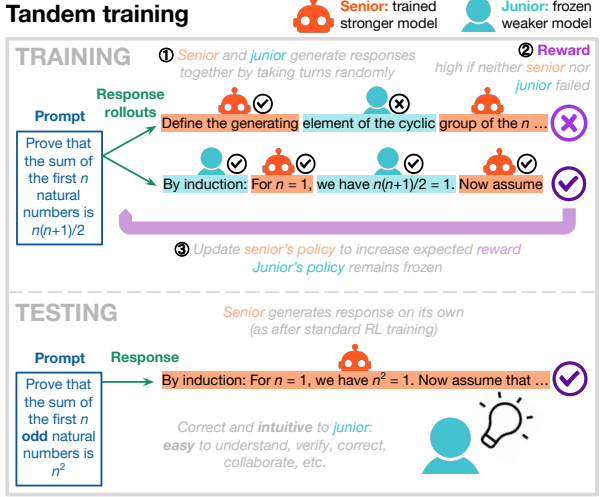 Tandem training
Senior: trained
stronger model
Junior: frozen
weaker model
TRAINING
① Senior and junior generate responses
together by taking turns randomly
② Reward
high if neither senior nor
junior failed
Response
rollouts
Prompt
Prove that
the sum of
the first n
natural
numbers is
n(n+1)/2
Define the generating element of the cyclic group of the n ...
By induction: For n = 1, we have n(n+1)/2 = 1. Now assume
③ Update senior's policy to increase expected reward
Junior's policy remains frozen
TESTING
Senior generates response on its own
(as after standard RL training)
Prompt
Response
Prove that
the sum of
the first n
odd natural
numbers is
n²
By induction: For n = 1, we have n² = 1. Now assume that ...
Correct and intuitive to junior:
easy to understand, verify, correct,
collaborate, etc.